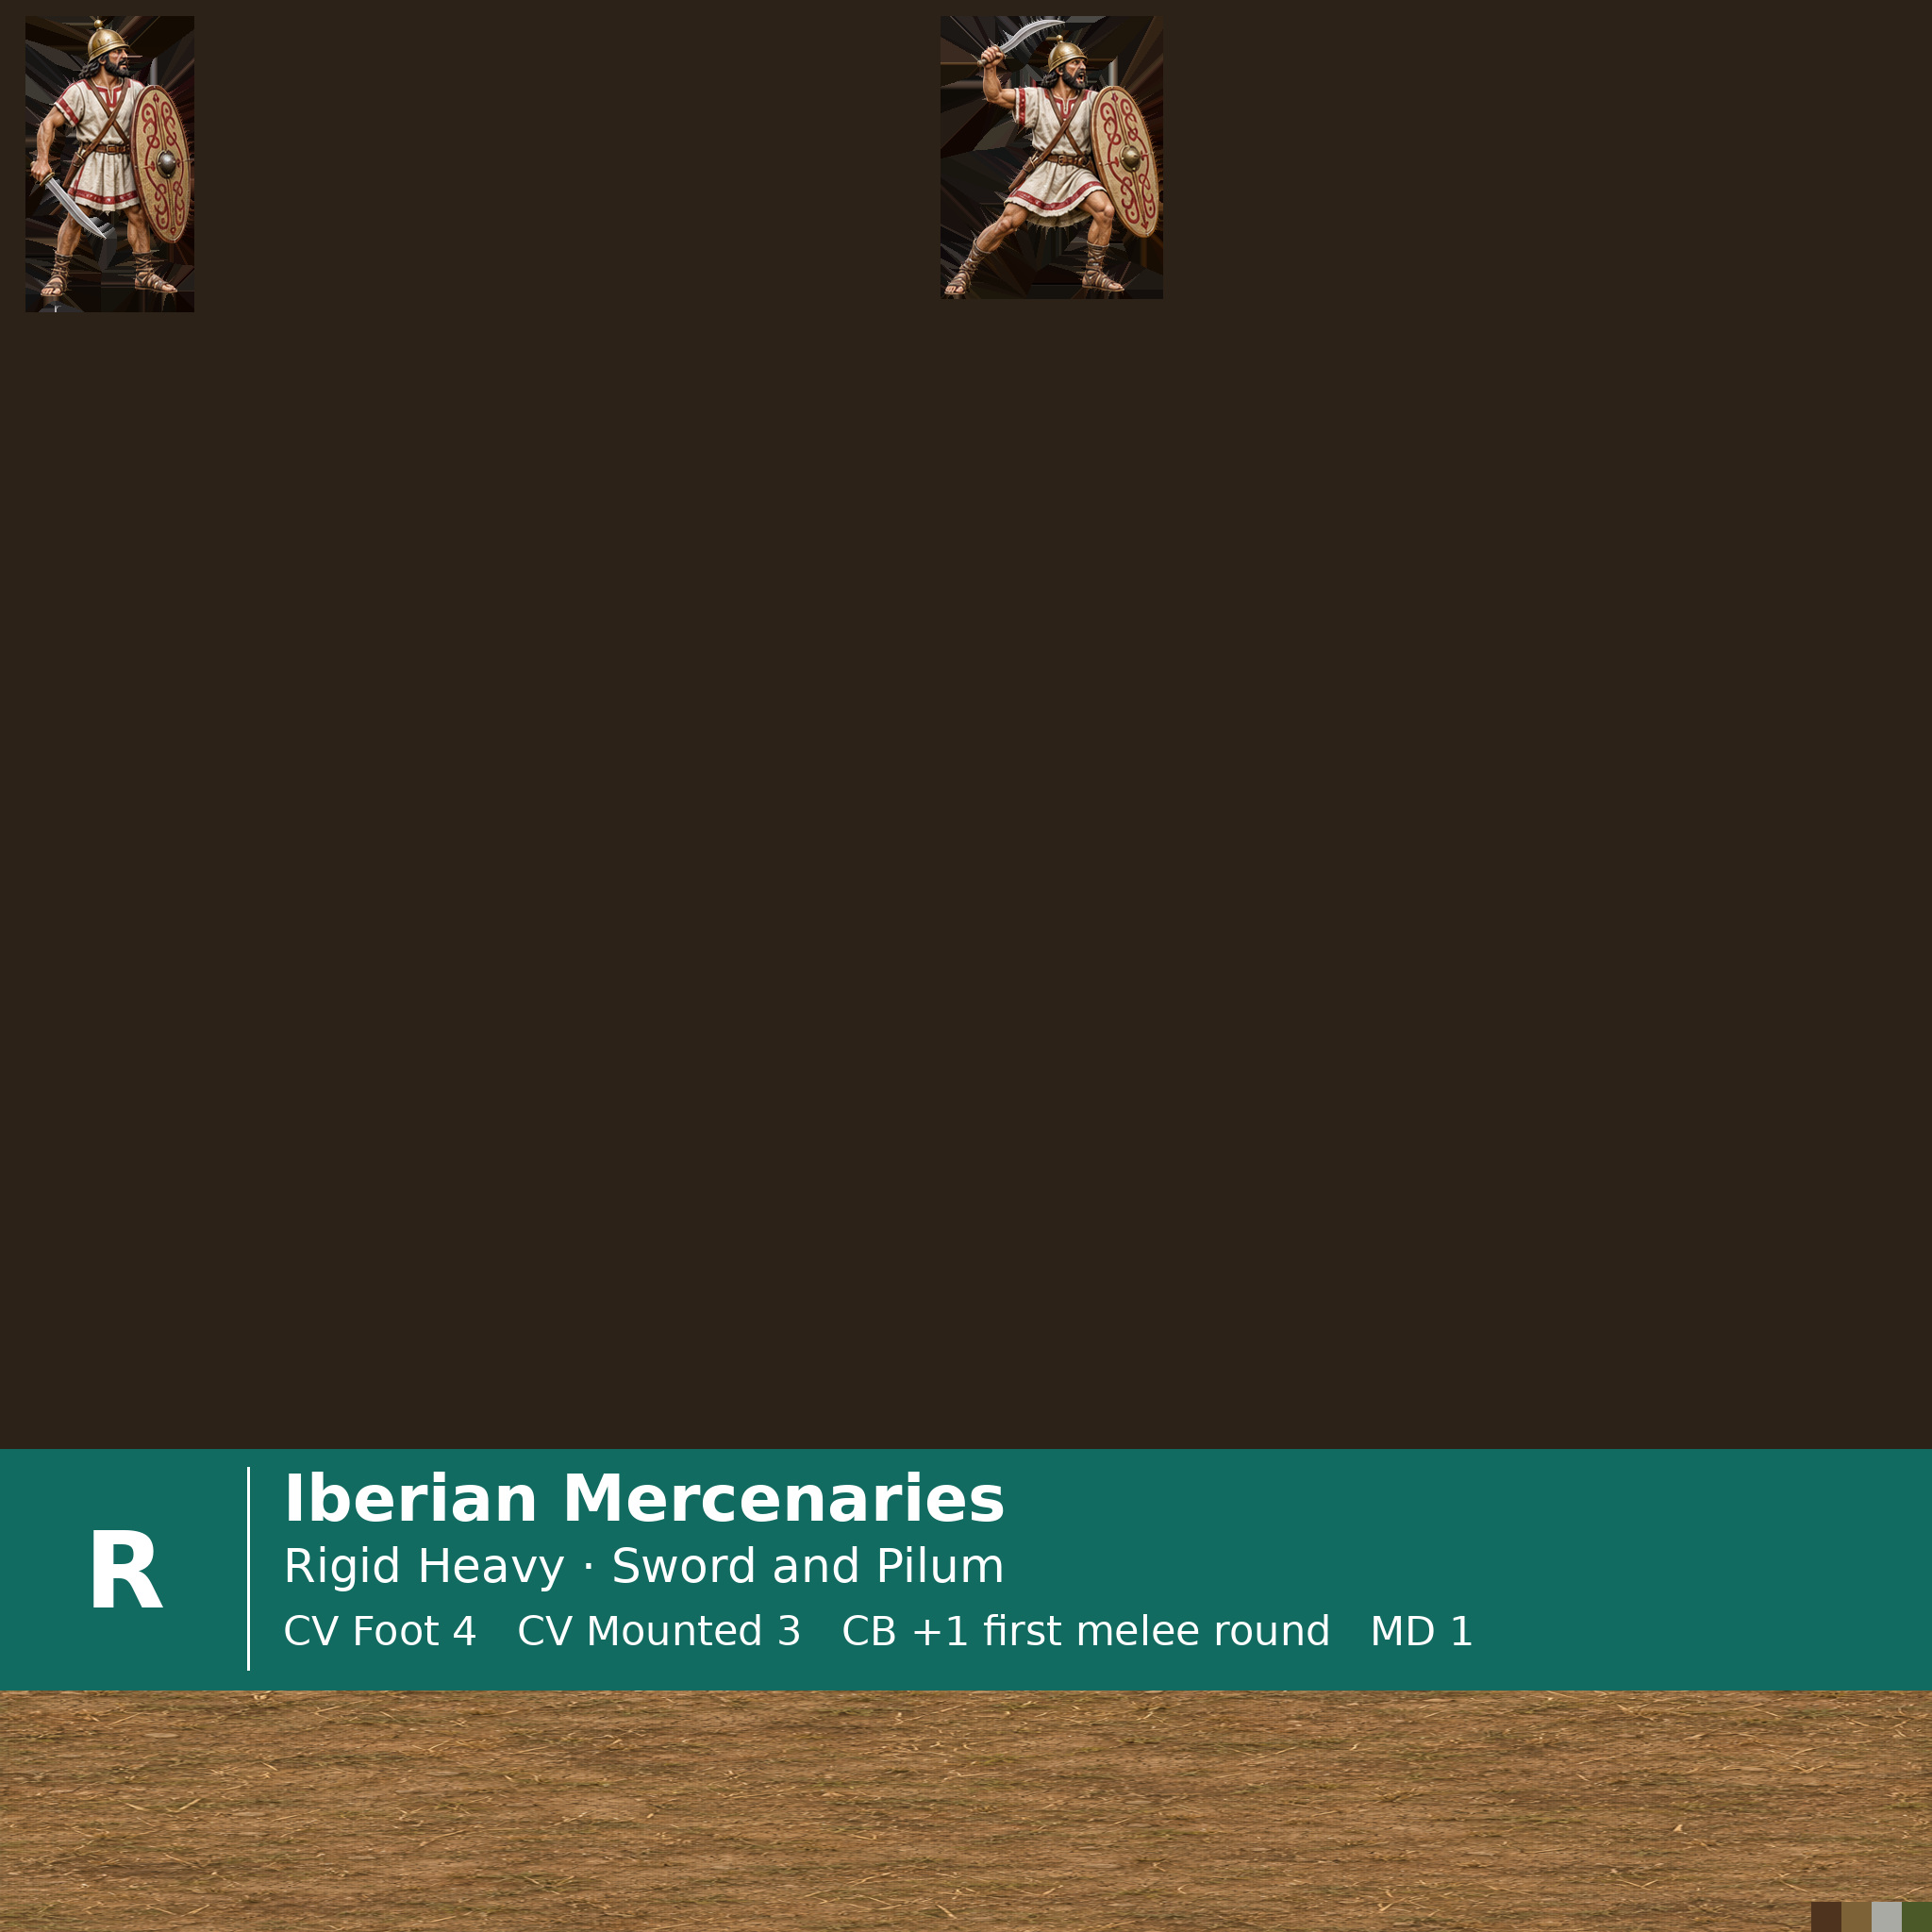 R
Iberian Mercenaries
Rigid Heavy · Sword and Pilum
CV Foot 4 CV Mounted 3 CB +1 first melee round MD 1